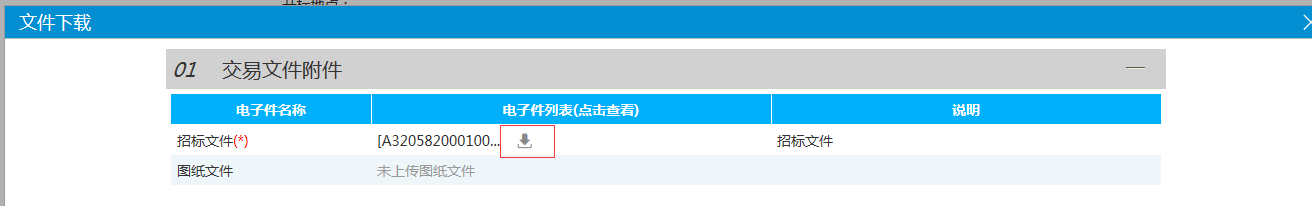 文件下载
01 交易文件附件
电子件名称 电子件列表(点击查看) 说明
招标文件(*) [A320582000100... 招标文件
图纸文件 未上传图纸文件